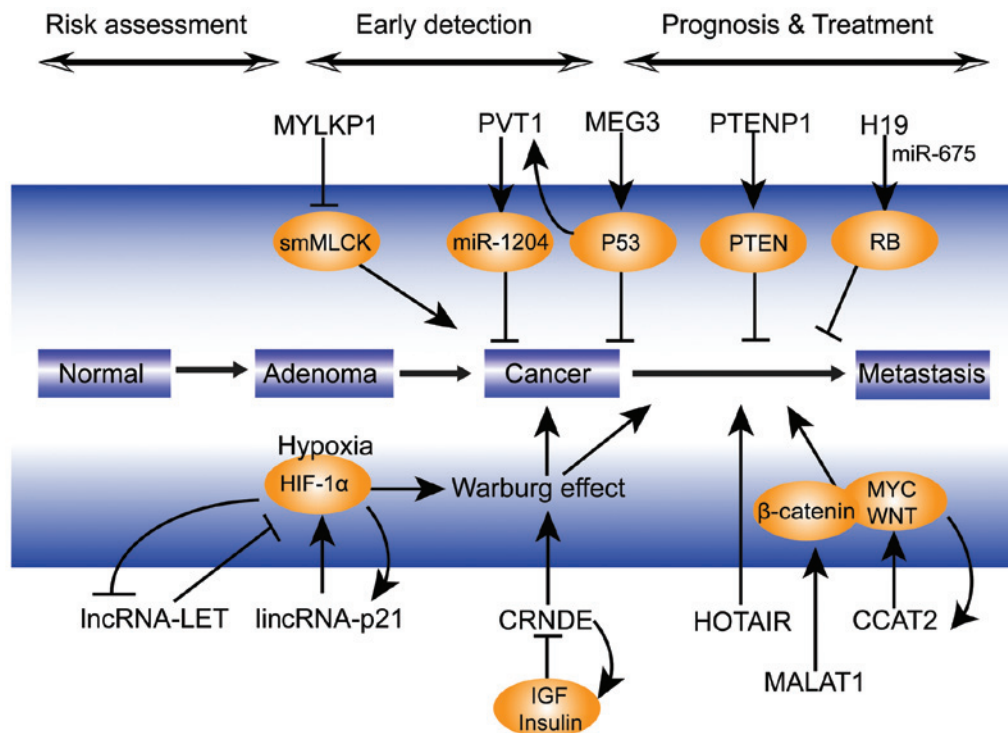 Risk assessment
Early detection
Prognosis & Treatment
MYLKP1
PVT1
MEG3
PTENP1
H19
miR-675
smMLCK
miR-1204
P53
PTEN
RB
Normal
Adenoma
Cancer
Metastasis
Hypoxia
HIF-1α
Warburg effect
β-catenin
MYC
WNT
lncRNA-LET
lincRNA-p21
CRNDE
HOTAIR
CCAT2
MALAT1
IGF
Insulin